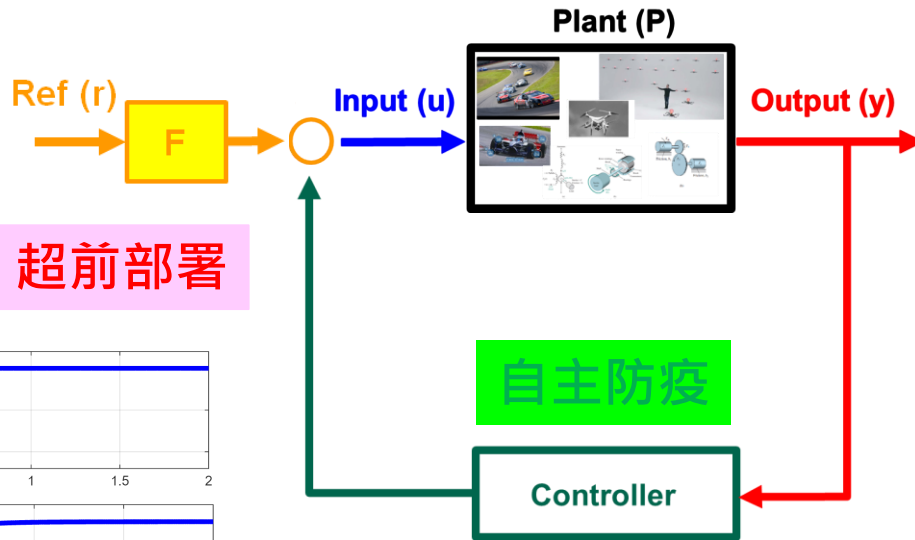 Plant (P)
Ref (r)
F
Input (u)
Output (y)
超前部署
自主防疫
1
1.5
2
Controller